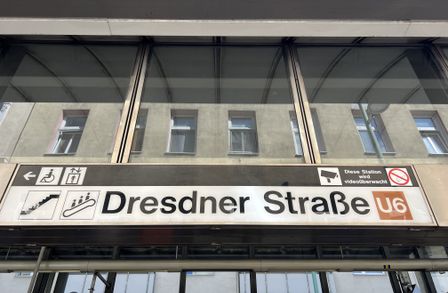 Diese Station
wird
videoüberwacht
Dresdner Straße U6